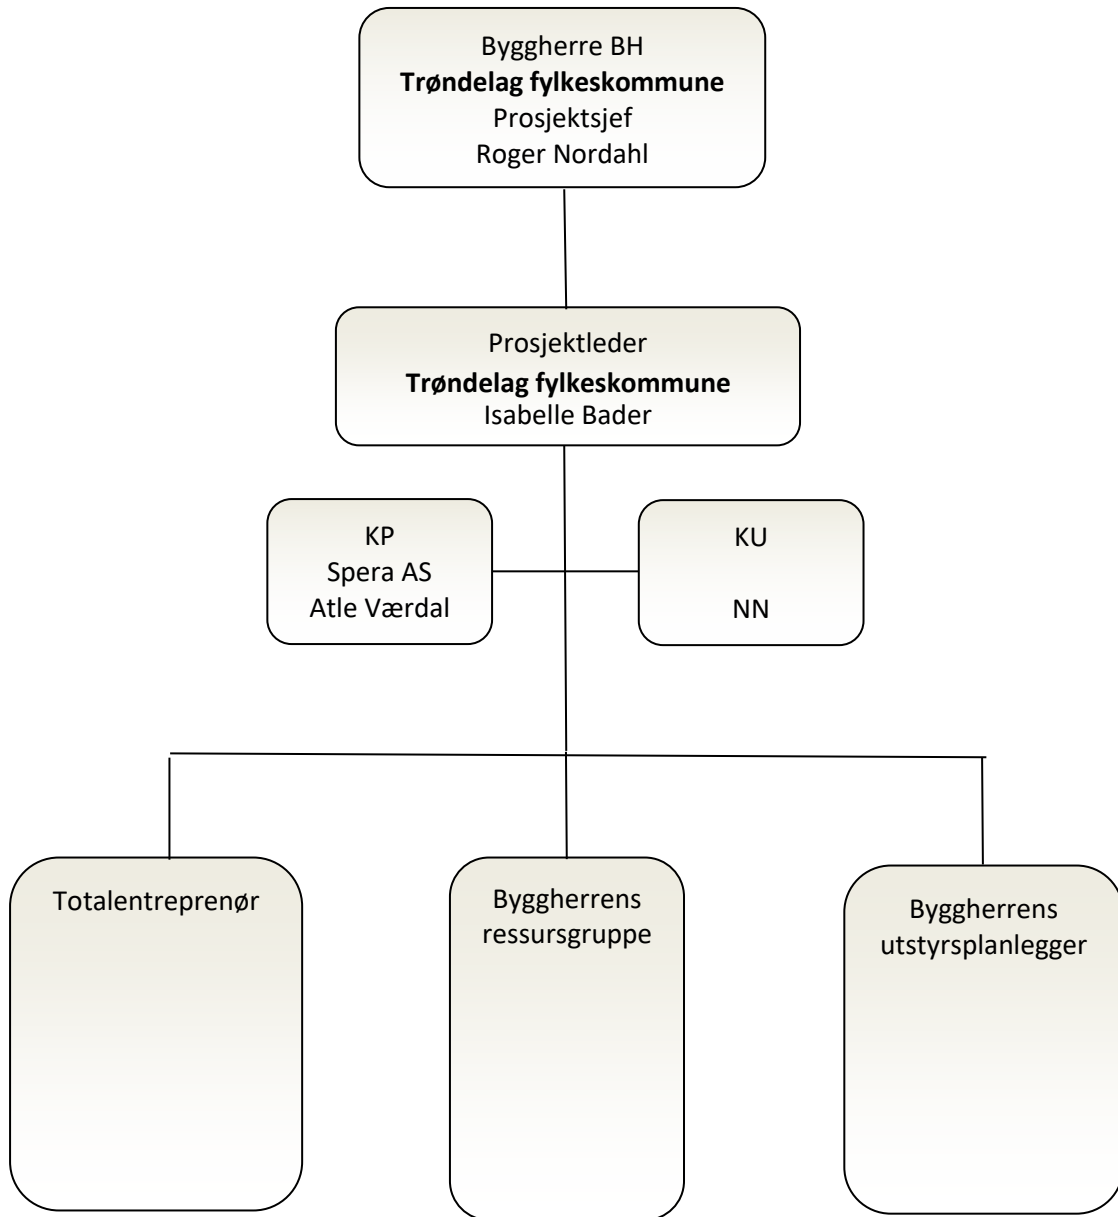 Byggherre BH
Trøndelag fylkeskommune
Prosjektsjef
Roger Nordahl
Prosjektleder
Trøndelag fylkeskommune
Isabelle Bader
KP
Spera AS
Atle Værdal
KU
NN
Totalentreprenør
Byggherrens
ressursgruppe
Byggherrens
utstyrsplanlegger